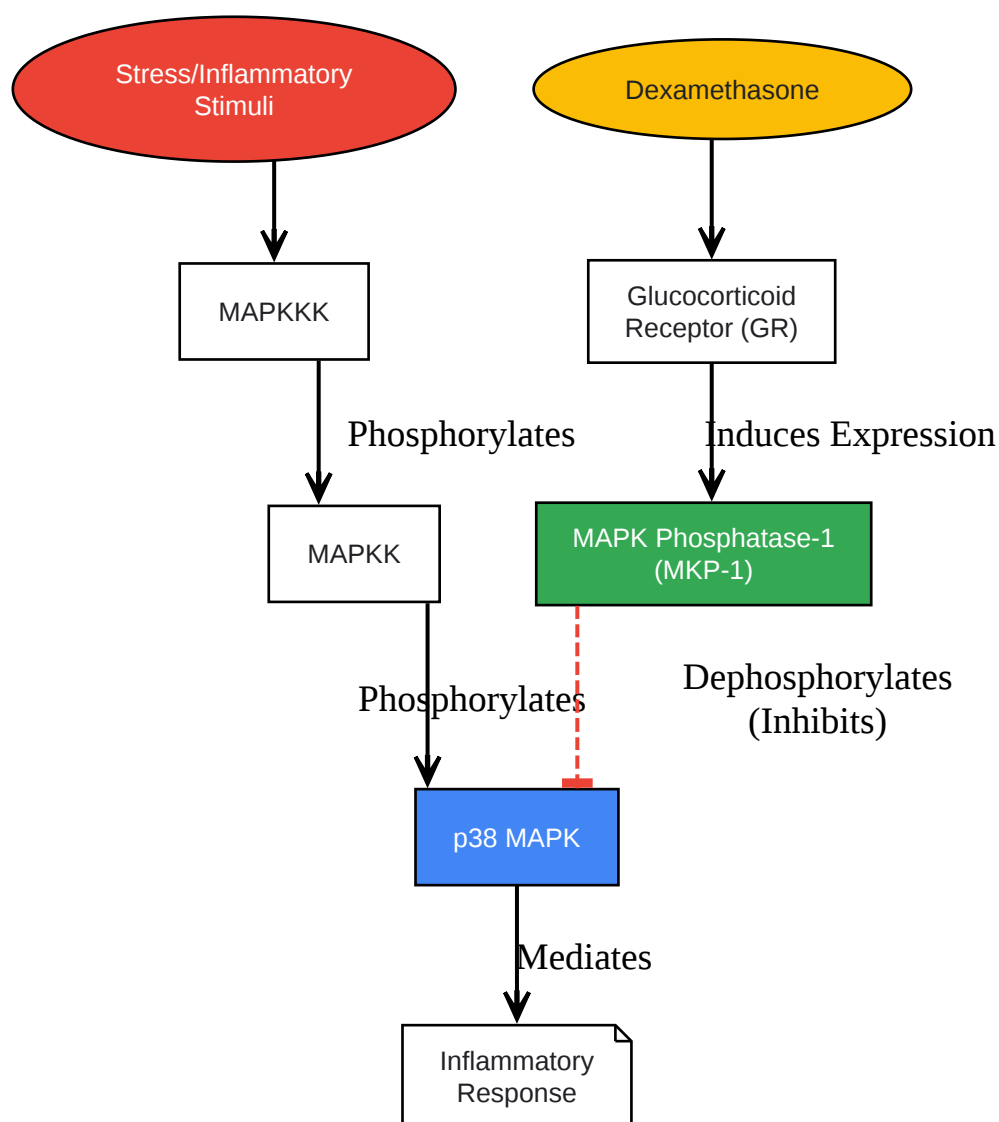 Stress/Inflammatory
Stimuli
Dexamethasone
MAPKKK
Glucocorticoid
Receptor (GR)
Phosphorylates
Induces Expression
MAPKK
MAPK Phosphatase-1
(MKP-1)
Phosphorylates
Dephosphorylates
(Inhibits)
p38 MAPK
Mediates
Inflammatory
Response